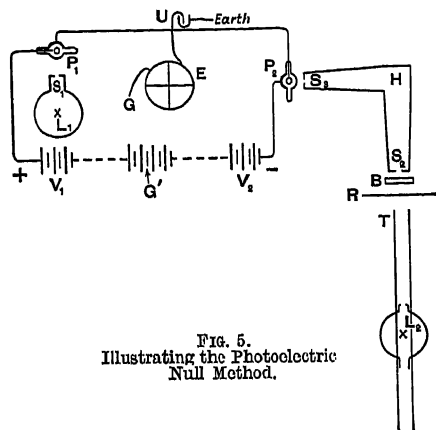 U Earth
P₁ P₂
S₁ E S₃ H
G
L₁
S₂
+ V₁ G' V₂ − B
R
T
L₂
FIG. 5.
Illustrating the Photoelectric
Null Method.